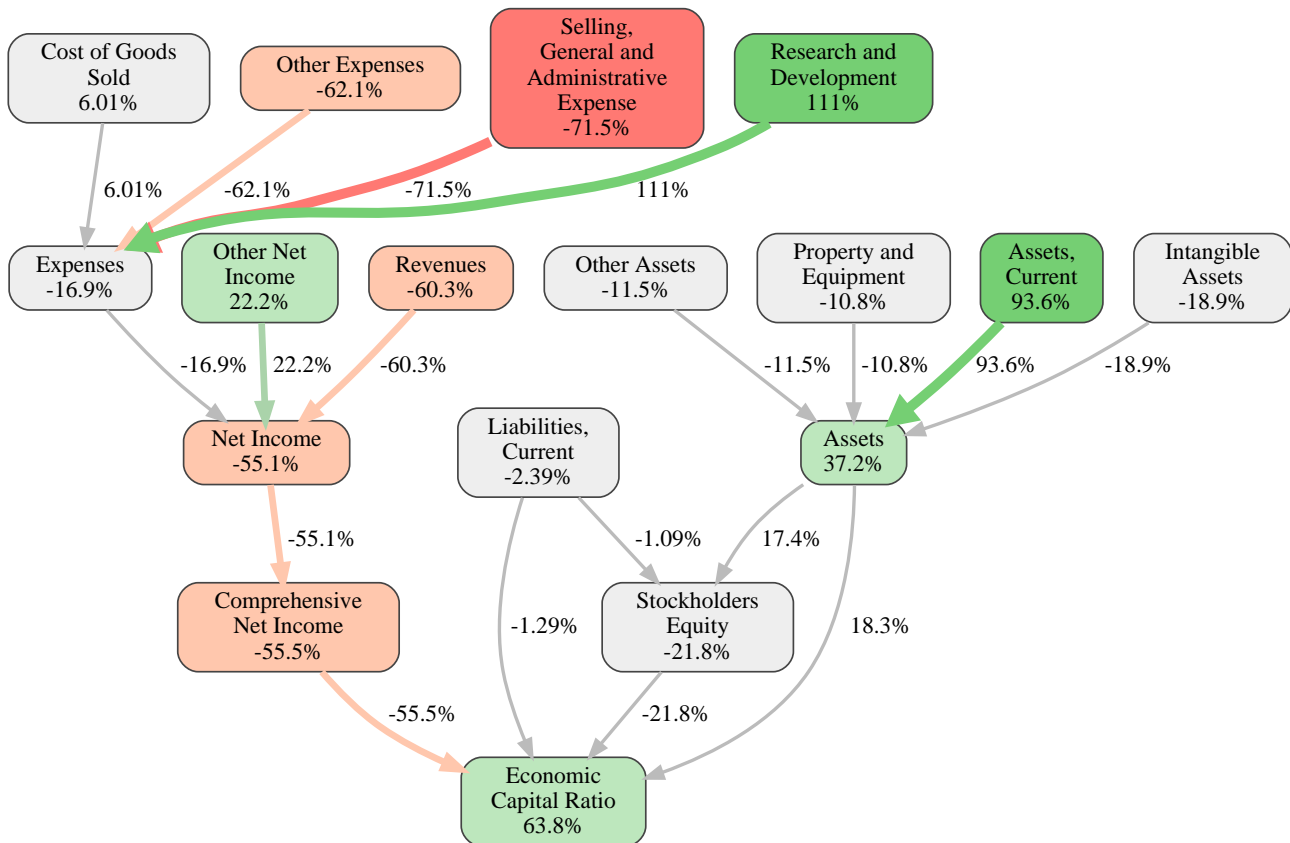 Cost of Goods
Sold
6.01%
Other Expenses
-62.1%
Selling,
General and
Administrative
Expense
-71.5%
Research and
Development
111%
6.01%
-62.1%
-71.5%
111%
Expenses
-16.9%
Other Net
Income
22.2%
Revenues
-60.3%
Other Assets
-11.5%
Property and
Equipment
-10.8%
Assets,
Current
93.6%
Intangible
Assets
-18.9%
-16.9%
22.2%
-60.3%
-11.5%
-10.8%
93.6%
-18.9%
Net Income
-55.1%
Liabilities,
Current
-2.39%
Assets
37.2%
-55.1%
-1.09%
17.4%
Comprehensive
Net Income
-55.5%
-1.29%
Stockholders
Equity
-21.8%
18.3%
-55.5%
-21.8%
Economic
Capital Ratio
63.8%